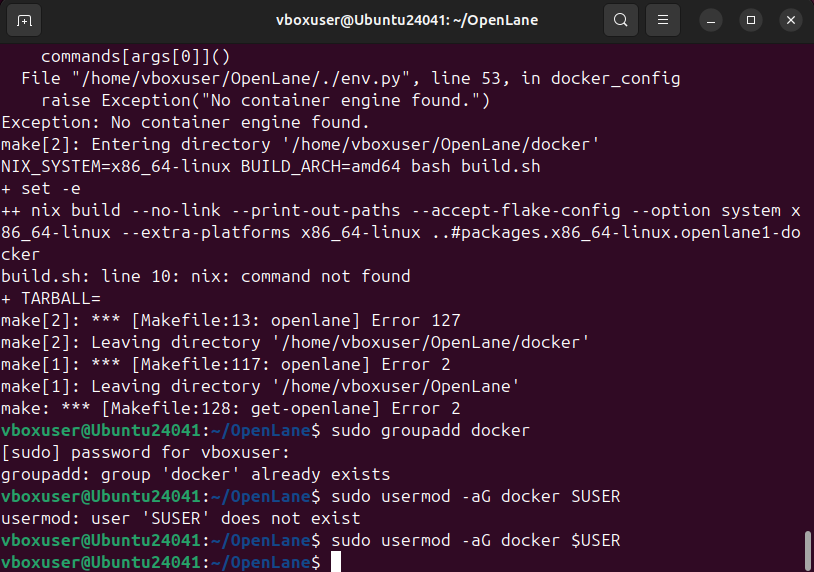 vboxuser@Ubuntu24041: ~/OpenLane
    commands[args[0]]()
  File "/home/vboxuser/OpenLane/./env.py", line 53, in docker_config
    raise Exception("No container engine found.")
Exception: No container engine found.
make[2]: Entering directory '/home/vboxuser/OpenLane/docker'
NIX_SYSTEM=x86_64-linux BUILD_ARCH=amd64 bash build.sh
+ set -e
++ nix build --no-link --print-out-paths --accept-flake-config --option system x
86_64-linux --extra-platforms x86_64-linux ..#packages.x86_64-linux.openlane1-do
cker
build.sh: line 10: nix: command not found
+ TARBALL=
make[2]: *** [Makefile:13: openlane] Error 127
make[2]: Leaving directory '/home/vboxuser/OpenLane/docker'
make[1]: *** [Makefile:117: openlane] Error 2
make[1]: Leaving directory '/home/vboxuser/OpenLane'
make: *** [Makefile:128: get-openlane] Error 2
vboxuser@Ubuntu24041:~/OpenLane$ sudo groupadd docker
[sudo] password for vboxuser:
groupadd: group 'docker' already exists
vboxuser@Ubuntu24041:~/OpenLane$ sudo usermod -aG docker SUSER
usermod: user 'SUSER' does not exist
vboxuser@Ubuntu24041:~/OpenLane$ sudo usermod -aG docker $USER
vboxuser@Ubuntu24041:~/OpenLane$